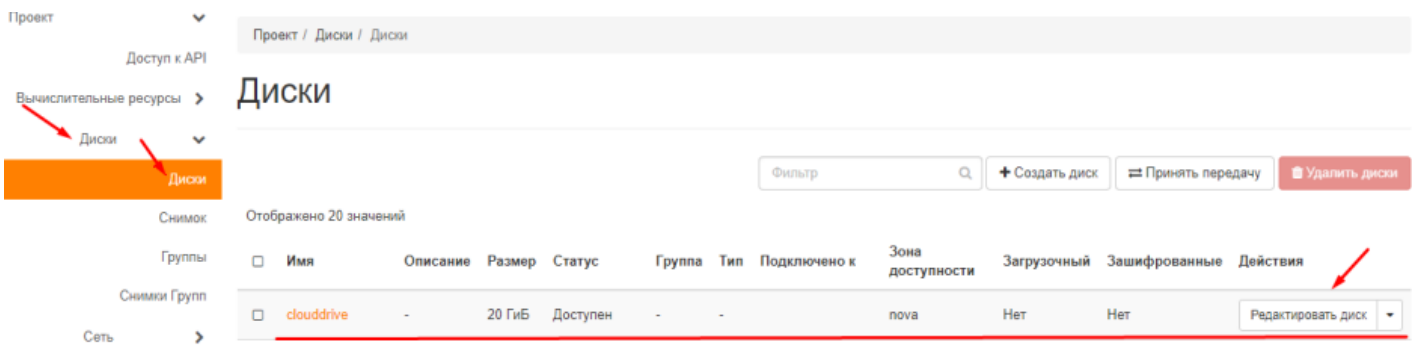 Проект
Доступ к API
Вычислительные ресурсы
Диски
Диски
Снимок
Группы
Снимки Групп
Сеть
Проект / Диски / Диски
Диски
Фильтр
+ Создать диск
Принять передачу
Удалить диски
Отображено 20 значений
Имя Описание Размер Статус Группа Тип Подключено к Зона доступности Загрузочный Зашифрованные Действия
clouddrive - 20 ГиБ Доступен - - nova Нет Нет Редактировать диск